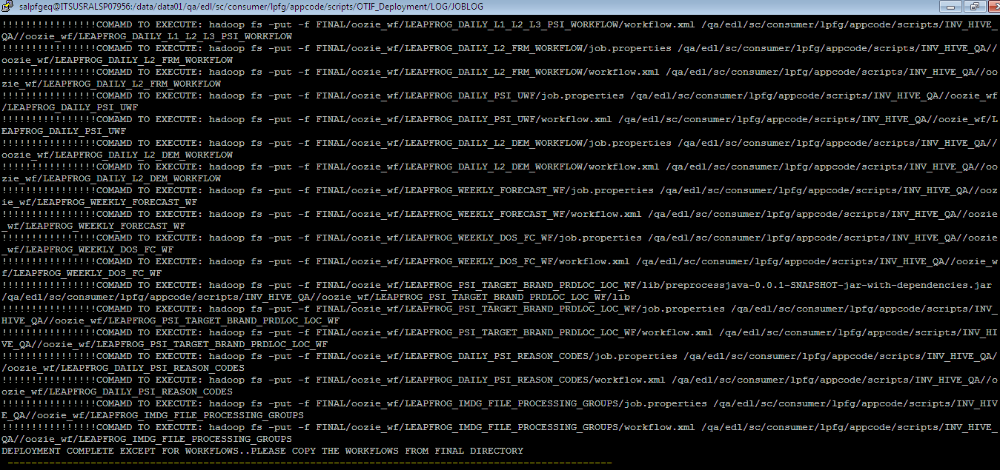 salpfgeq@ITSUSRALSP07956:/data/data01/qa/edl/sc/consumer/lpfg/appcode/scripts/OTIF_Deployment/LOG/JOBLOG
!!!!!!!!!!!!!!!!COMAMD TO EXECUTE: hadoop fs -put -f FINAL/oozie_wf/LEAPFROG_DAILY_L1_L2_L3_PSI_WORKFLOW/workflow.xml /qa/edl/sc/consumer/lpfg/appcode/scripts/INV_HIVE_
QA//oozie_wf/LEAPFROG_DAILY_L1_L2_L3_PSI_WORKFLOW
!!!!!!!!!!!!!!!!COMAMD TO EXECUTE: hadoop fs -put -f FINAL/oozie_wf/LEAPFROG_DAILY_L2_FRM_WORKFLOW/job.properties /qa/edl/sc/consumer/lpfg/appcode/scripts/INV_HIVE_QA//
oozie_wf/LEAPFROG_DAILY_L2_FRM_WORKFLOW
!!!!!!!!!!!!!!!!COMAMD TO EXECUTE: hadoop fs -put -f FINAL/oozie_wf/LEAPFROG_DAILY_L2_FRM_WORKFLOW/workflow.xml /qa/edl/sc/consumer/lpfg/appcode/scripts/INV_HIVE_QA//oo
zie_wf/LEAPFROG_DAILY_L2_FRM_WORKFLOW
!!!!!!!!!!!!!!!!COMAMD TO EXECUTE: hadoop fs -put -f FINAL/oozie_wf/LEAPFROG_DAILY_PSI_UWF/job.properties /qa/edl/sc/consumer/lpfg/appcode/scripts/INV_HIVE_QA//oozie_wf
/LEAPFROG_DAILY_PSI_UWF
!!!!!!!!!!!!!!!!COMAMD TO EXECUTE: hadoop fs -put -f FINAL/oozie_wf/LEAPFROG_DAILY_PSI_UWF/workflow.xml /qa/edl/sc/consumer/lpfg/appcode/scripts/INV_HIVE_QA//oozie_wf/L
EAPFROG_DAILY_PSI_UWF
!!!!!!!!!!!!!!!!COMAMD TO EXECUTE: hadoop fs -put -f FINAL/oozie_wf/LEAPFROG_DAILY_L2_DEM_WORKFLOW/job.properties /qa/edl/sc/consumer/lpfg/appcode/scripts/INV_HIVE_QA//
oozie_wf/LEAPFROG_DAILY_L2_DEM_WORKFLOW
!!!!!!!!!!!!!!!!COMAMD TO EXECUTE: hadoop fs -put -f FINAL/oozie_wf/LEAPFROG_DAILY_L2_DEM_WORKFLOW/workflow.xml /qa/edl/sc/consumer/lpfg/appcode/scripts/INV_HIVE_QA//oo
zie_wf/LEAPFROG_DAILY_L2_DEM_WORKFLOW
!!!!!!!!!!!!!!!!COMAMD TO EXECUTE: hadoop fs -put -f FINAL/oozie_wf/LEAPFROG_WEEKLY_FORECAST_WF/job.properties /qa/edl/sc/consumer/lpfg/appcode/scripts/INV_HIVE_QA//ooz
ie_wf/LEAPFROG_WEEKLY_FORECAST_WF
!!!!!!!!!!!!!!!!COMAMD TO EXECUTE: hadoop fs -put -f FINAL/oozie_wf/LEAPFROG_WEEKLY_FORECAST_WF/workflow.xml /qa/edl/sc/consumer/lpfg/appcode/scripts/INV_HIVE_QA//oozie
_wf/LEAPFROG_WEEKLY_FORECAST_WF
!!!!!!!!!!!!!!!!COMAMD TO EXECUTE: hadoop fs -put -f FINAL/oozie_wf/LEAPFROG_WEEKLY_DOS_FC_WF/job.properties /qa/edl/sc/consumer/lpfg/appcode/scripts/INV_HIVE_QA//oozie
_wf/LEAPFROG_WEEKLY_DOS_FC_WF
!!!!!!!!!!!!!!!!COMAMD TO EXECUTE: hadoop fs -put -f FINAL/oozie_wf/LEAPFROG_WEEKLY_DOS_FC_WF/workflow.xml /qa/edl/sc/consumer/lpfg/appcode/scripts/INV_HIVE_QA//oozie_w
f/LEAPFROG_WEEKLY_DOS_FC_WF
!!!!!!!!!!!!!!!!COMAMD TO EXECUTE: hadoop fs -put -f FINAL/oozie_wf/LEAPFROG_PSI_TARGET_BRAND_PRDLOC_LOC_WF/lib/preprocessjava-0.0.1-SNAPSHOT-jar-with-dependencies.jar
/qa/edl/sc/consumer/lpfg/appcode/scripts/INV_HIVE_QA//oozie_wf/LEAPFROG_PSI_TARGET_BRAND_PRDLOC_LOC_WF/lib
!!!!!!!!!!!!!!!!COMAMD TO EXECUTE: hadoop fs -put -f FINAL/oozie_wf/LEAPFROG_PSI_TARGET_BRAND_PRDLOC_LOC_WF/job.properties /qa/edl/sc/consumer/lpfg/appcode/scripts/INV_
HIVE_QA//oozie_wf/LEAPFROG_PSI_TARGET_BRAND_PRDLOC_LOC_WF
!!!!!!!!!!!!!!!!COMAMD TO EXECUTE: hadoop fs -put -f FINAL/oozie_wf/LEAPFROG_PSI_TARGET_BRAND_PRDLOC_LOC_WF/workflow.xml /qa/edl/sc/consumer/lpfg/appcode/scripts/INV_HI
VE_QA//oozie_wf/LEAPFROG_PSI_TARGET_BRAND_PRDLOC_LOC_WF
!!!!!!!!!!!!!!!!COMAMD TO EXECUTE: hadoop fs -put -f FINAL/oozie_wf/LEAPFROG_DAILY_PSI_REASON_CODES/job.properties /qa/edl/sc/consumer/lpfg/appcode/scripts/INV_HIVE_QA/
/oozie_wf/LEAPFROG_DAILY_PSI_REASON_CODES
!!!!!!!!!!!!!!!!COMAMD TO EXECUTE: hadoop fs -put -f FINAL/oozie_wf/LEAPFROG_DAILY_PSI_REASON_CODES/workflow.xml /qa/edl/sc/consumer/lpfg/appcode/scripts/INV_HIVE_QA//o
ozie_wf/LEAPFROG_DAILY_PSI_REASON_CODES
!!!!!!!!!!!!!!!!COMAMD TO EXECUTE: hadoop fs -put -f FINAL/oozie_wf/LEAPFROG_IMDG_FILE_PROCESSING_GROUPS/job.properties /qa/edl/sc/consumer/lpfg/appcode/scripts/INV_HIV
E_QA//oozie_wf/LEAPFROG_IMDG_FILE_PROCESSING_GROUPS
!!!!!!!!!!!!!!!!COMAMD TO EXECUTE: hadoop fs -put -f FINAL/oozie_wf/LEAPFROG_IMDG_FILE_PROCESSING_GROUPS/workflow.xml /qa/edl/sc/consumer/lpfg/appcode/scripts/INV_HIVE_
QA//oozie_wf/LEAPFROG_IMDG_FILE_PROCESSING_GROUPS
DEPLOYMENT COMPLETE EXCEPT FOR WORKFLOWS..PLEASE COPY THE WORKFLOWS FROM FINAL DIRECTORY
------------------------------------------------------------------------------------------------------